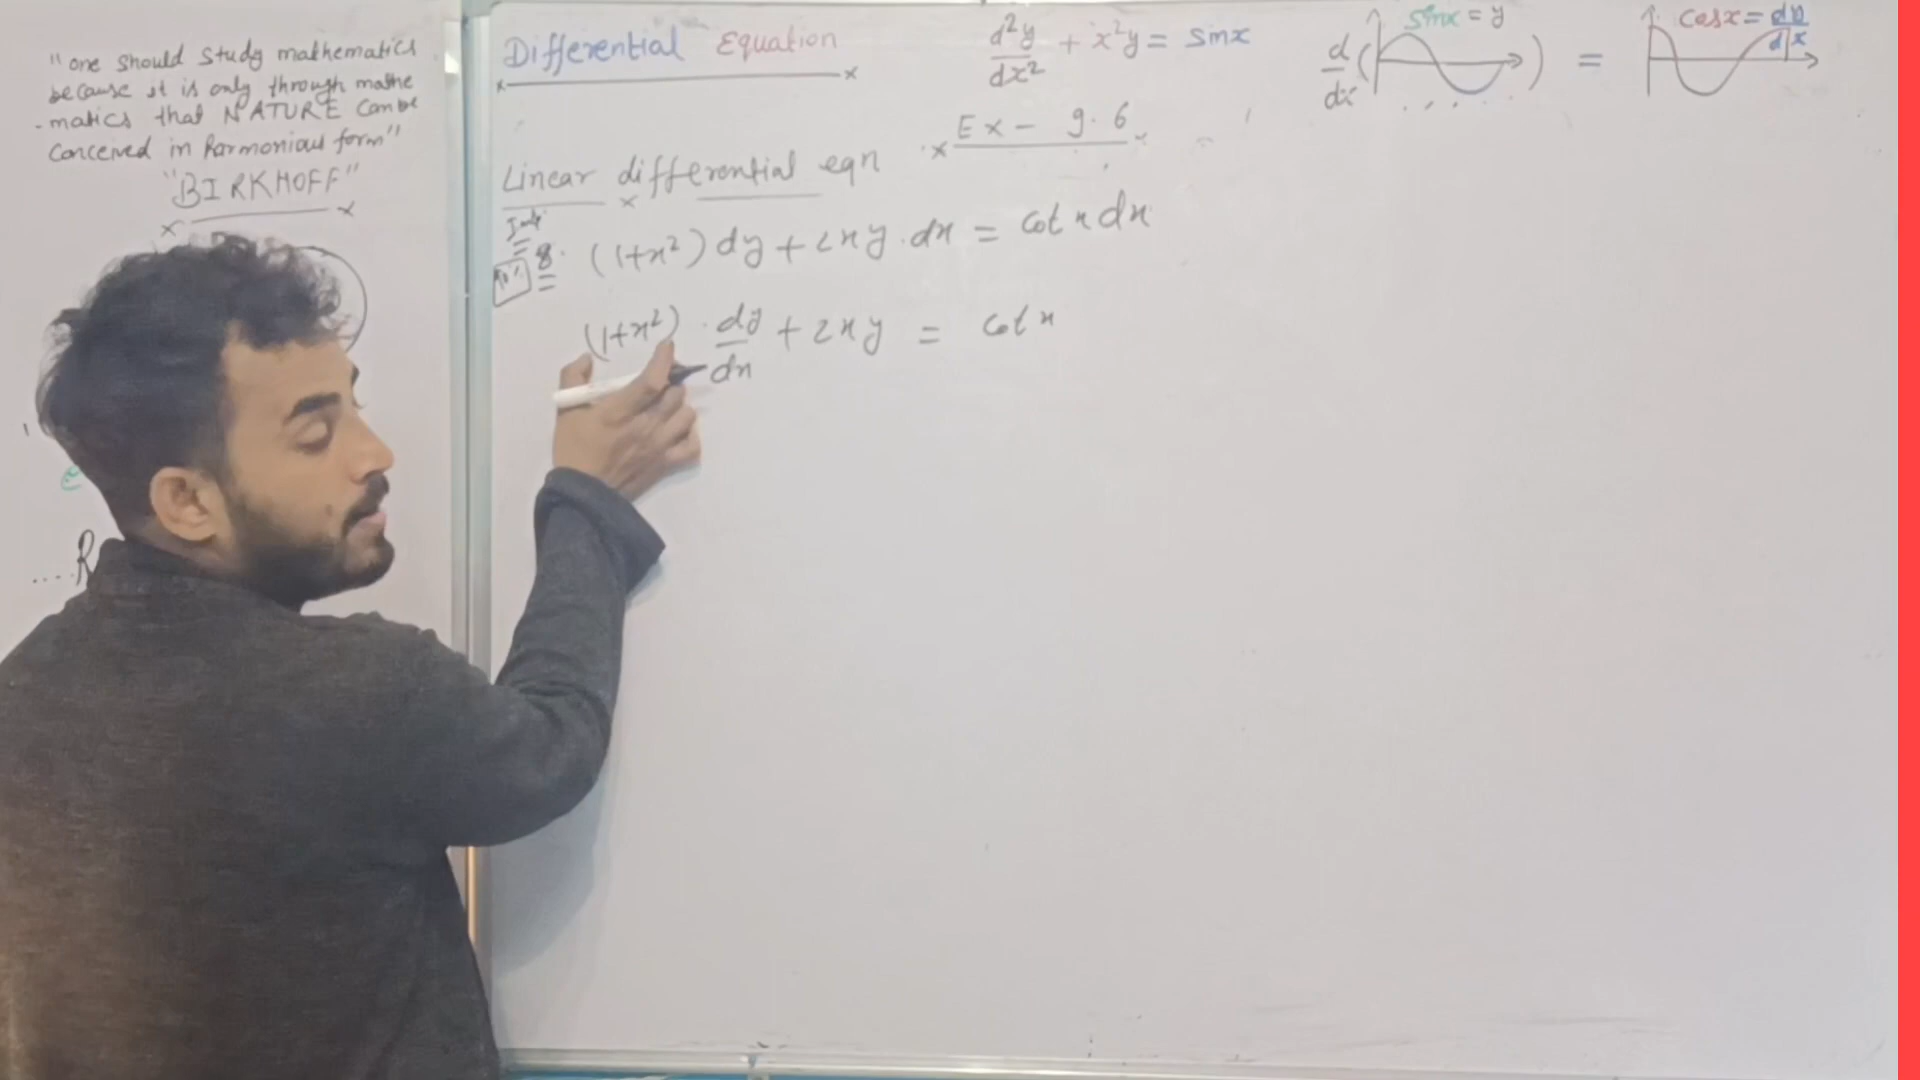 "one should study mathematics
because it is only through mathe
-matics that NATURE can be
conceived in harmonious form"
"BIRKHOFF"
....R
Differential Equation
d²y/dx² + x²y = sinx
d/dx ( sinx = y ) = cosx = dy/dx
Ex - 9.6
Linear differential eqn
8. (1+x²) dy + 2xy.dx = cot x dx
(1+x²) . dy/dx + 2xy = cot x